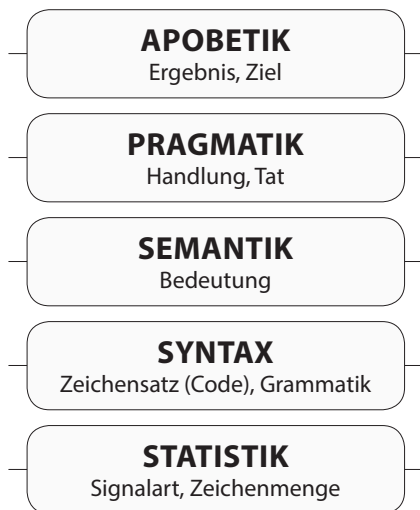 APOBETIK
Ergebnis, Ziel
PRAGMATIK
Handlung, Tat
SEMANTIK
Bedeutung
SYNTAX
Zeichensatz (Code), Grammatik
STATISTIK
Signalart, Zeichenmenge